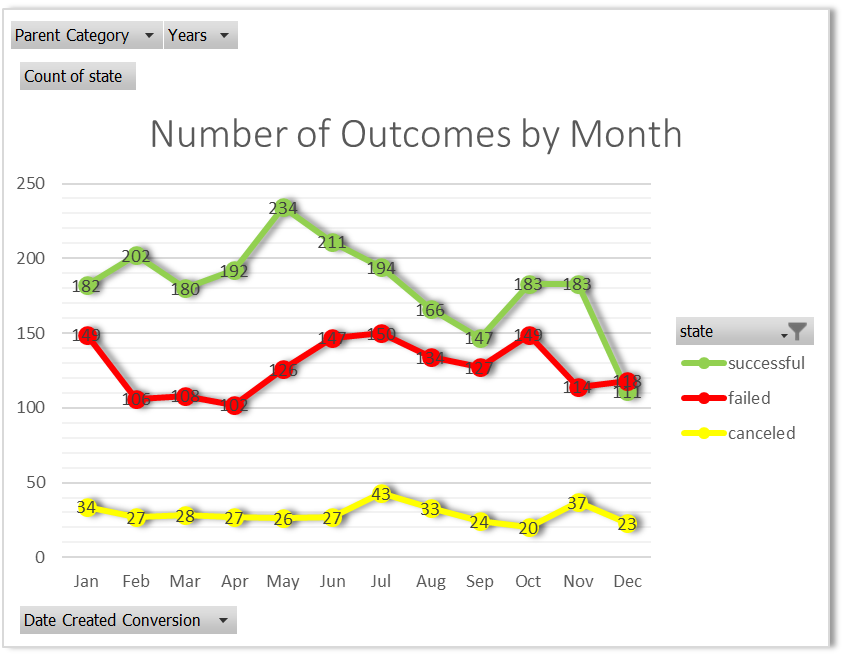 Parent Category Years
Count of state
Number of Outcomes by Month
250
200
150
100
50
0
182 202 180 192 234 211 194 166 147 183 183 111
149 106 108 102 126 147 150 134 127 149 114 118
34 27 28 27 26 27 43 33 24 20 37 23
Jan Feb Mar Apr May Jun Jul Aug Sep Oct Nov Dec
state
successful
failed
canceled
Date Created Conversion